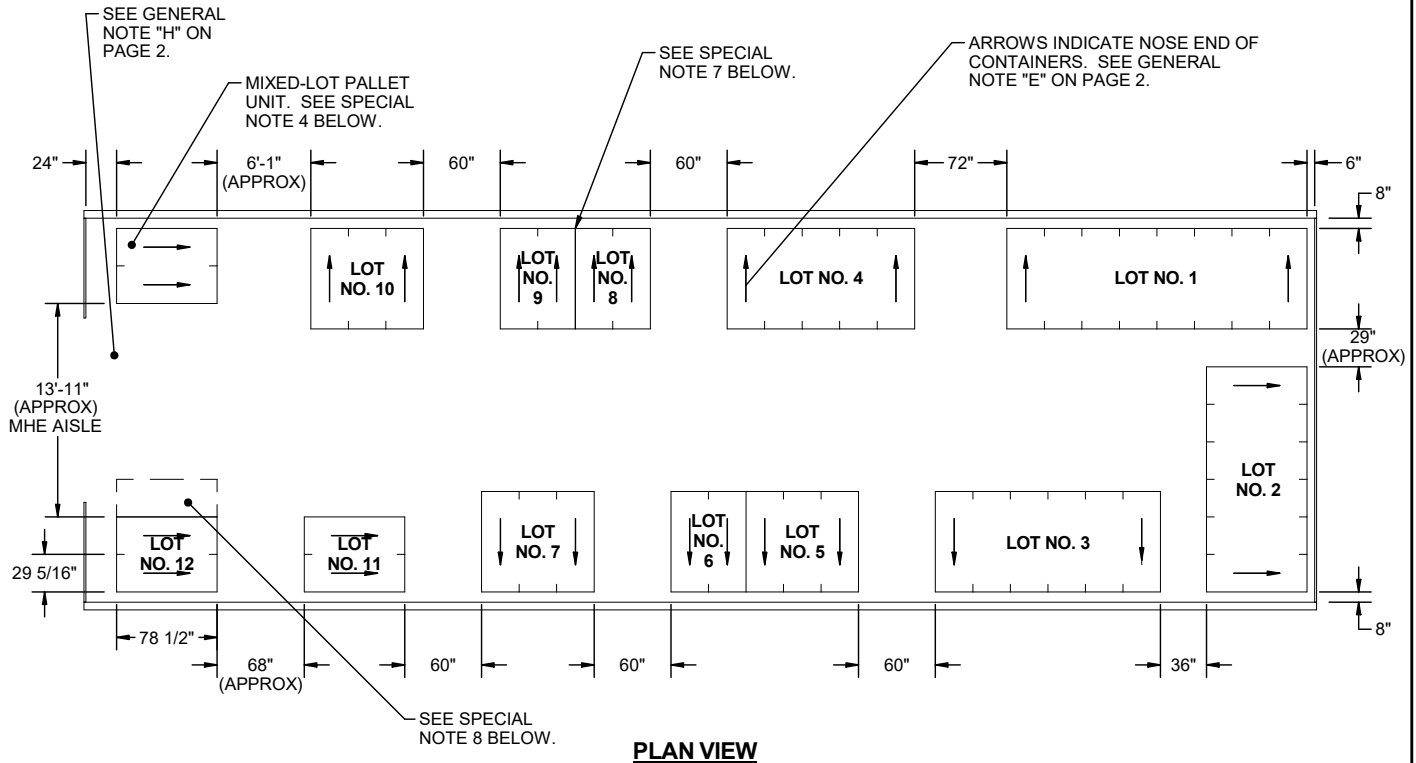 SEE GENERAL
NOTE "H" ON
PAGE 2.
MIXED-LOT PALLET
UNIT. SEE SPECIAL
NOTE 4 BELOW.
SEE SPECIAL
NOTE 7 BELOW.
ARROWS INDICATE NOSE END OF
CONTAINERS. SEE GENERAL
NOTE "E" ON PAGE 2.
24"
6'-1"
(APPROX)
60"
60"
72"
6"
8"
LOT
NO. 10
LOT
NO.
9
LOT
NO.
8
LOT NO. 4
LOT NO. 1
29"
(APPROX)
13'-11"
(APPROX)
MHE AISLE
LOT
NO. 2
LOT
NO. 12
LOT
NO. 11
LOT
NO. 7
LOT
NO.
6
LOT
NO. 5
LOT NO. 3
29 5/16"
8"
78 1/2"
68"
(APPROX)
60"
60"
60"
36"
SEE SPECIAL
NOTE 8 BELOW.
PLAN VIEW